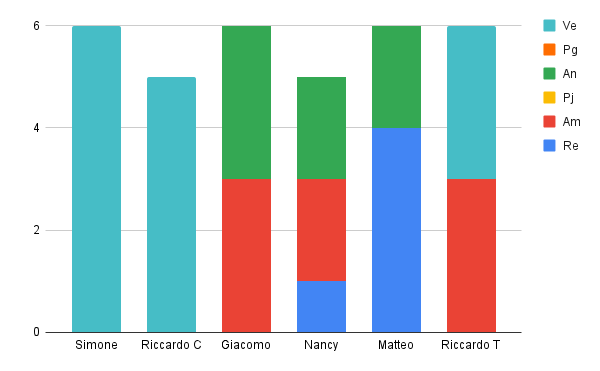 6
4
2
0
Simone
Riccardo C
Giacomo
Nancy
Matteo
Riccardo T
Ve
Pg
An
Pj
Am
Re